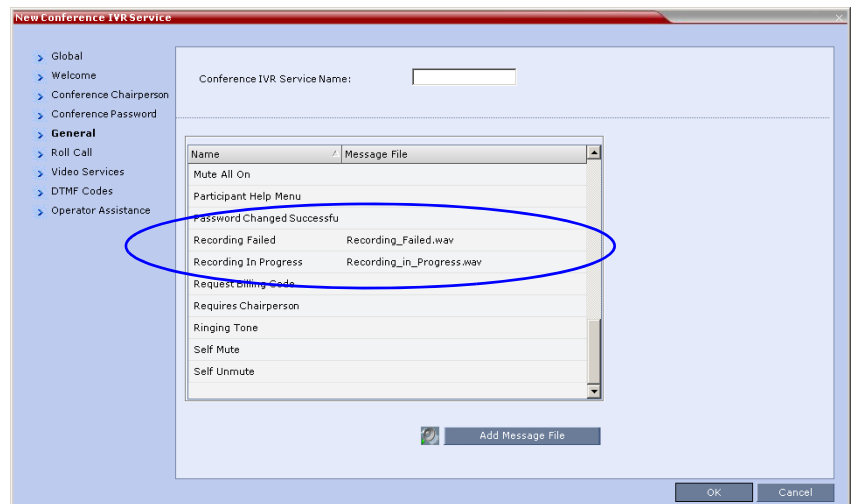 New Conference IVR Service
Global
Welcome
Conference Chairperson
Conference Password
General
Roll Call
Video Services
DTMF Codes
Operator Assistance
Conference IVR Service Name:
Name Message File
Mute All On
Participant Help Menu
Password Changed Successfu
Recording Failed Recording_Failed.wav
Recording In Progress Recording_in_Progress.wav
Request Billing Code
Requires Chairperson
Ringing Tone
Self Mute
Self Unmute
Add Message File
OK Cancel